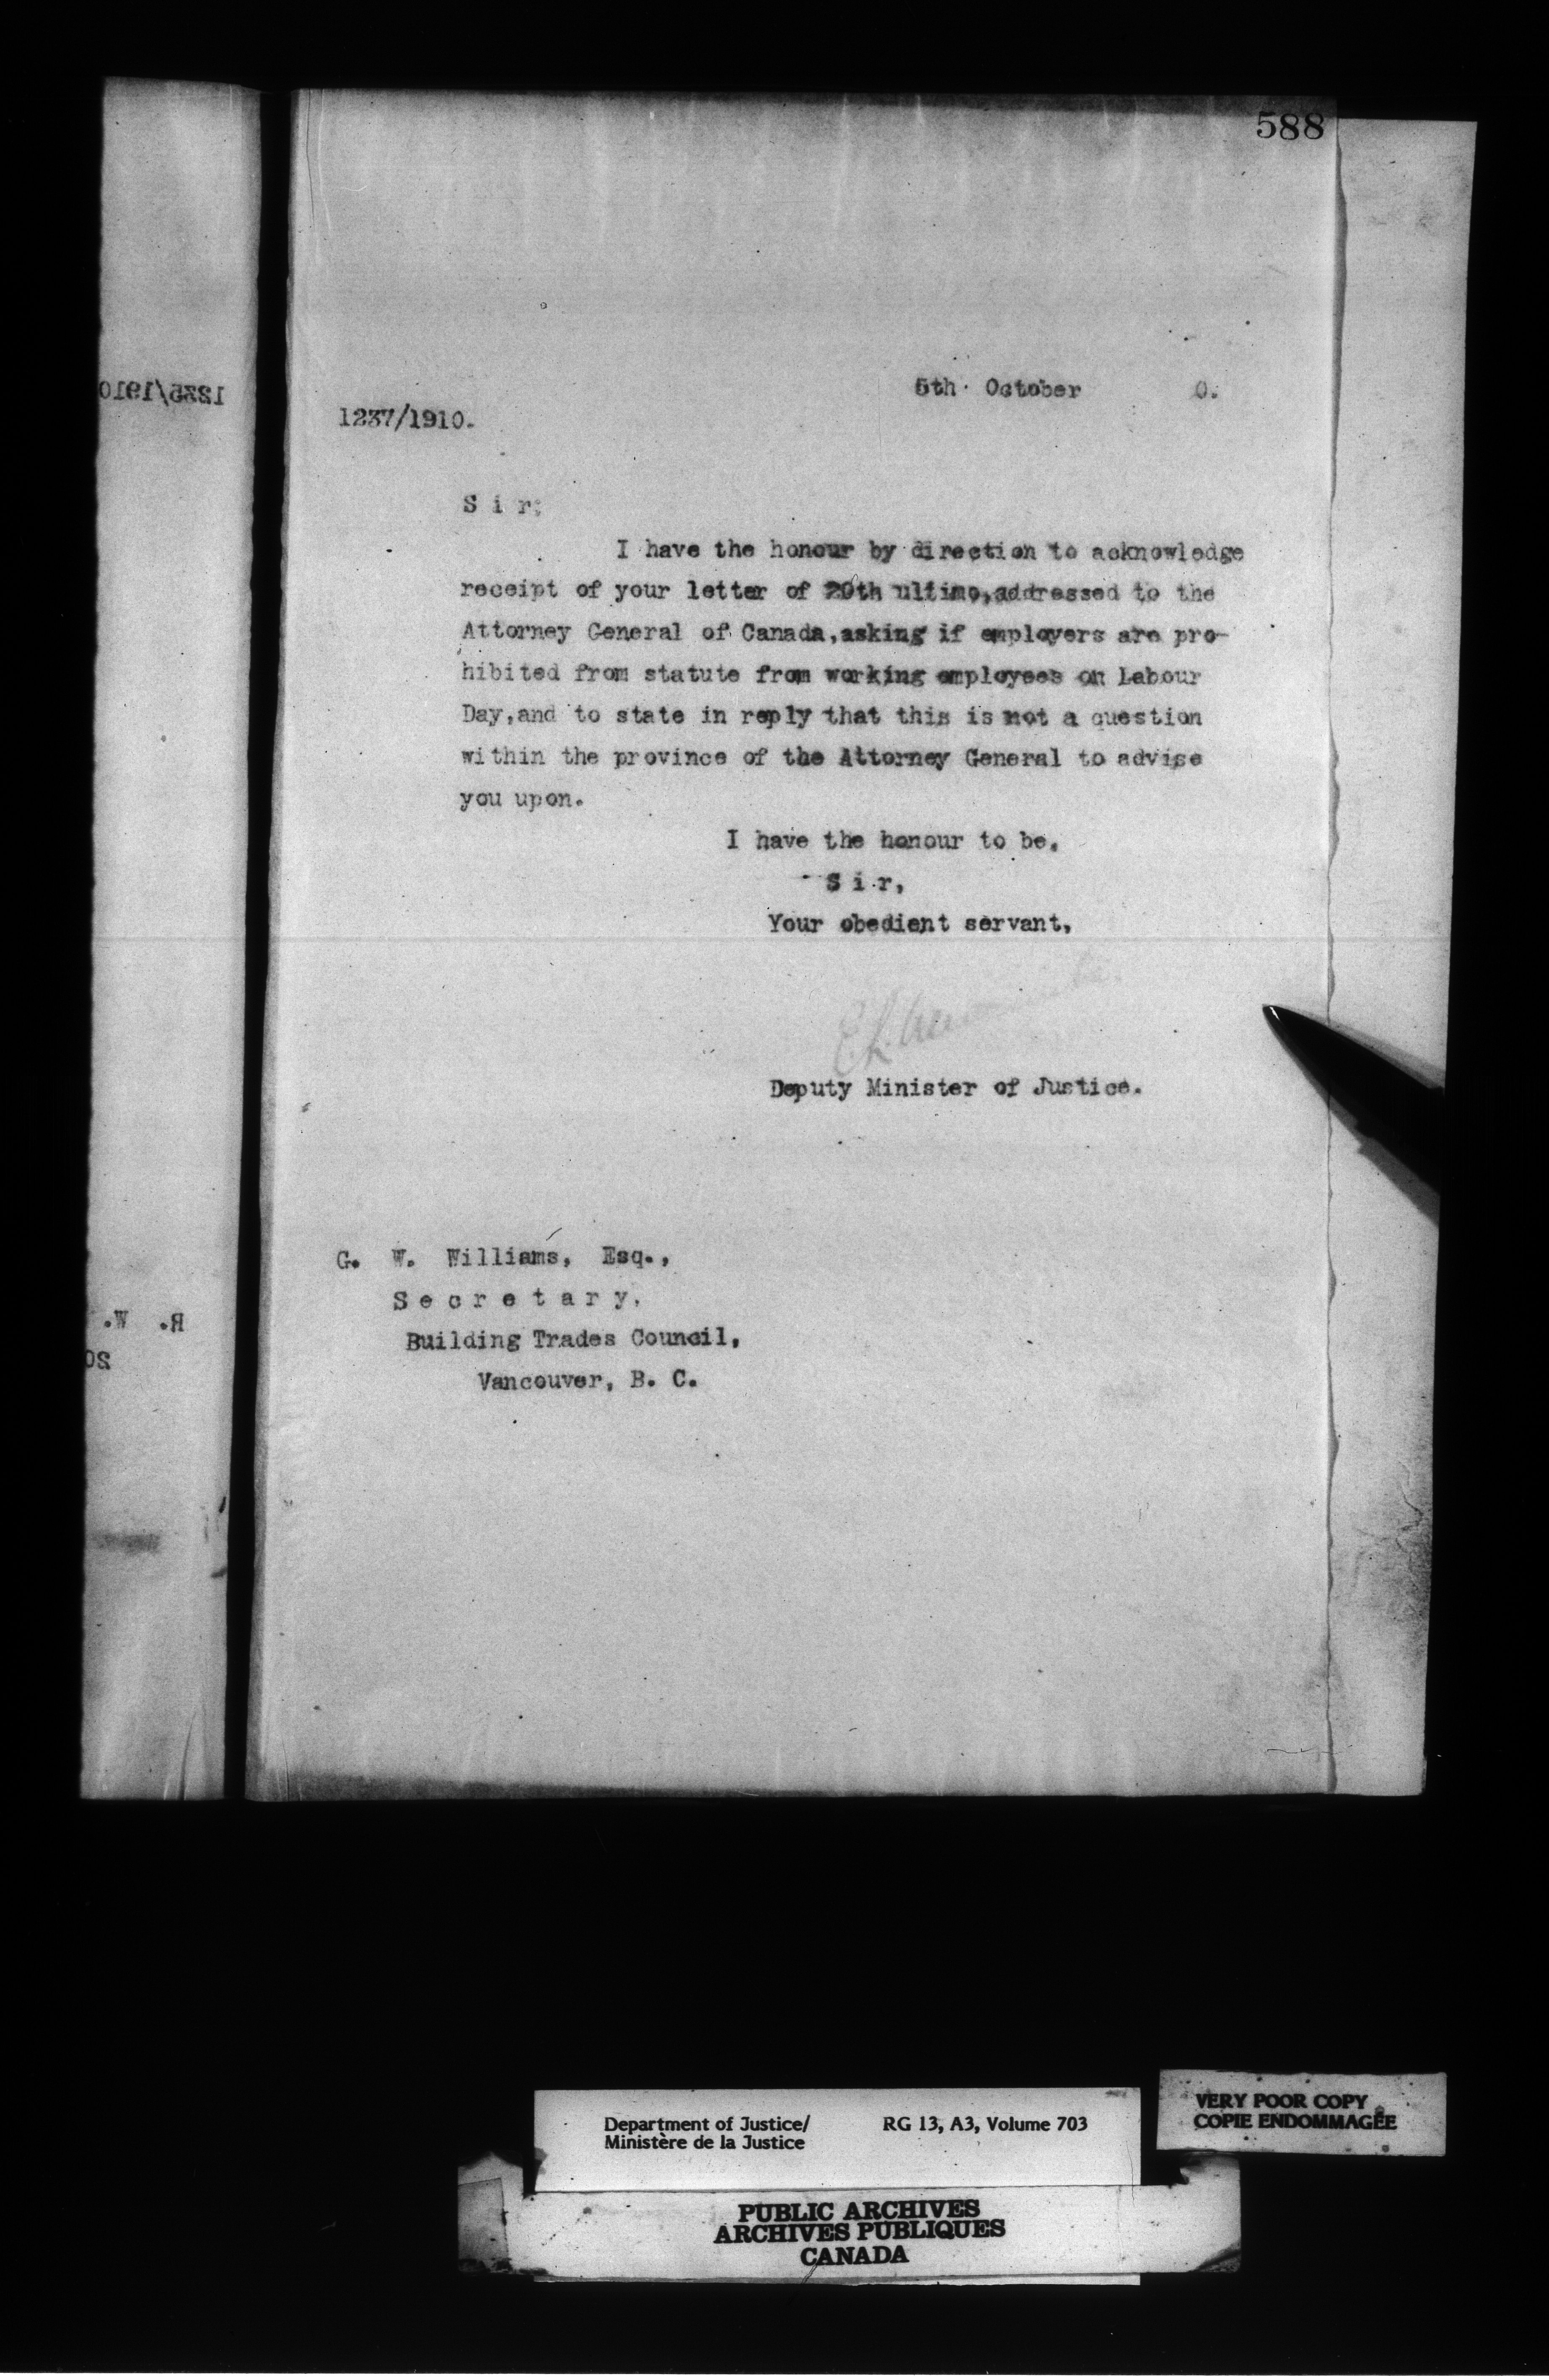 588
5th October 0.
1237/1910.
S i r;
I have the honour by direction to acknowledge
receipt of your letter of 20th ultimo,addressed to the
Attorney General of Canada,asking if employers are pro-
hibited from statute from working employees on Labour
Day,and to state in reply that this is not a question
within the province of the Attorney General to advise
you upon.
I have the honour to be,
S i r,
Your obedient servant,
Deputy Minister of Justice.
G. W. Williams, Esq.,
S e c r e t a r y,
Building Trades Council,
Vancouver, B. C.
1235/1910
R. W.
20
Department of Justice/
Ministère de la Justice
RG 13, A3, Volume 703
VERY POOR COPY
COPIE ENDOMMAGÉE
PUBLIC ARCHIVES
ARCHIVES PUBLIQUES
CANADA